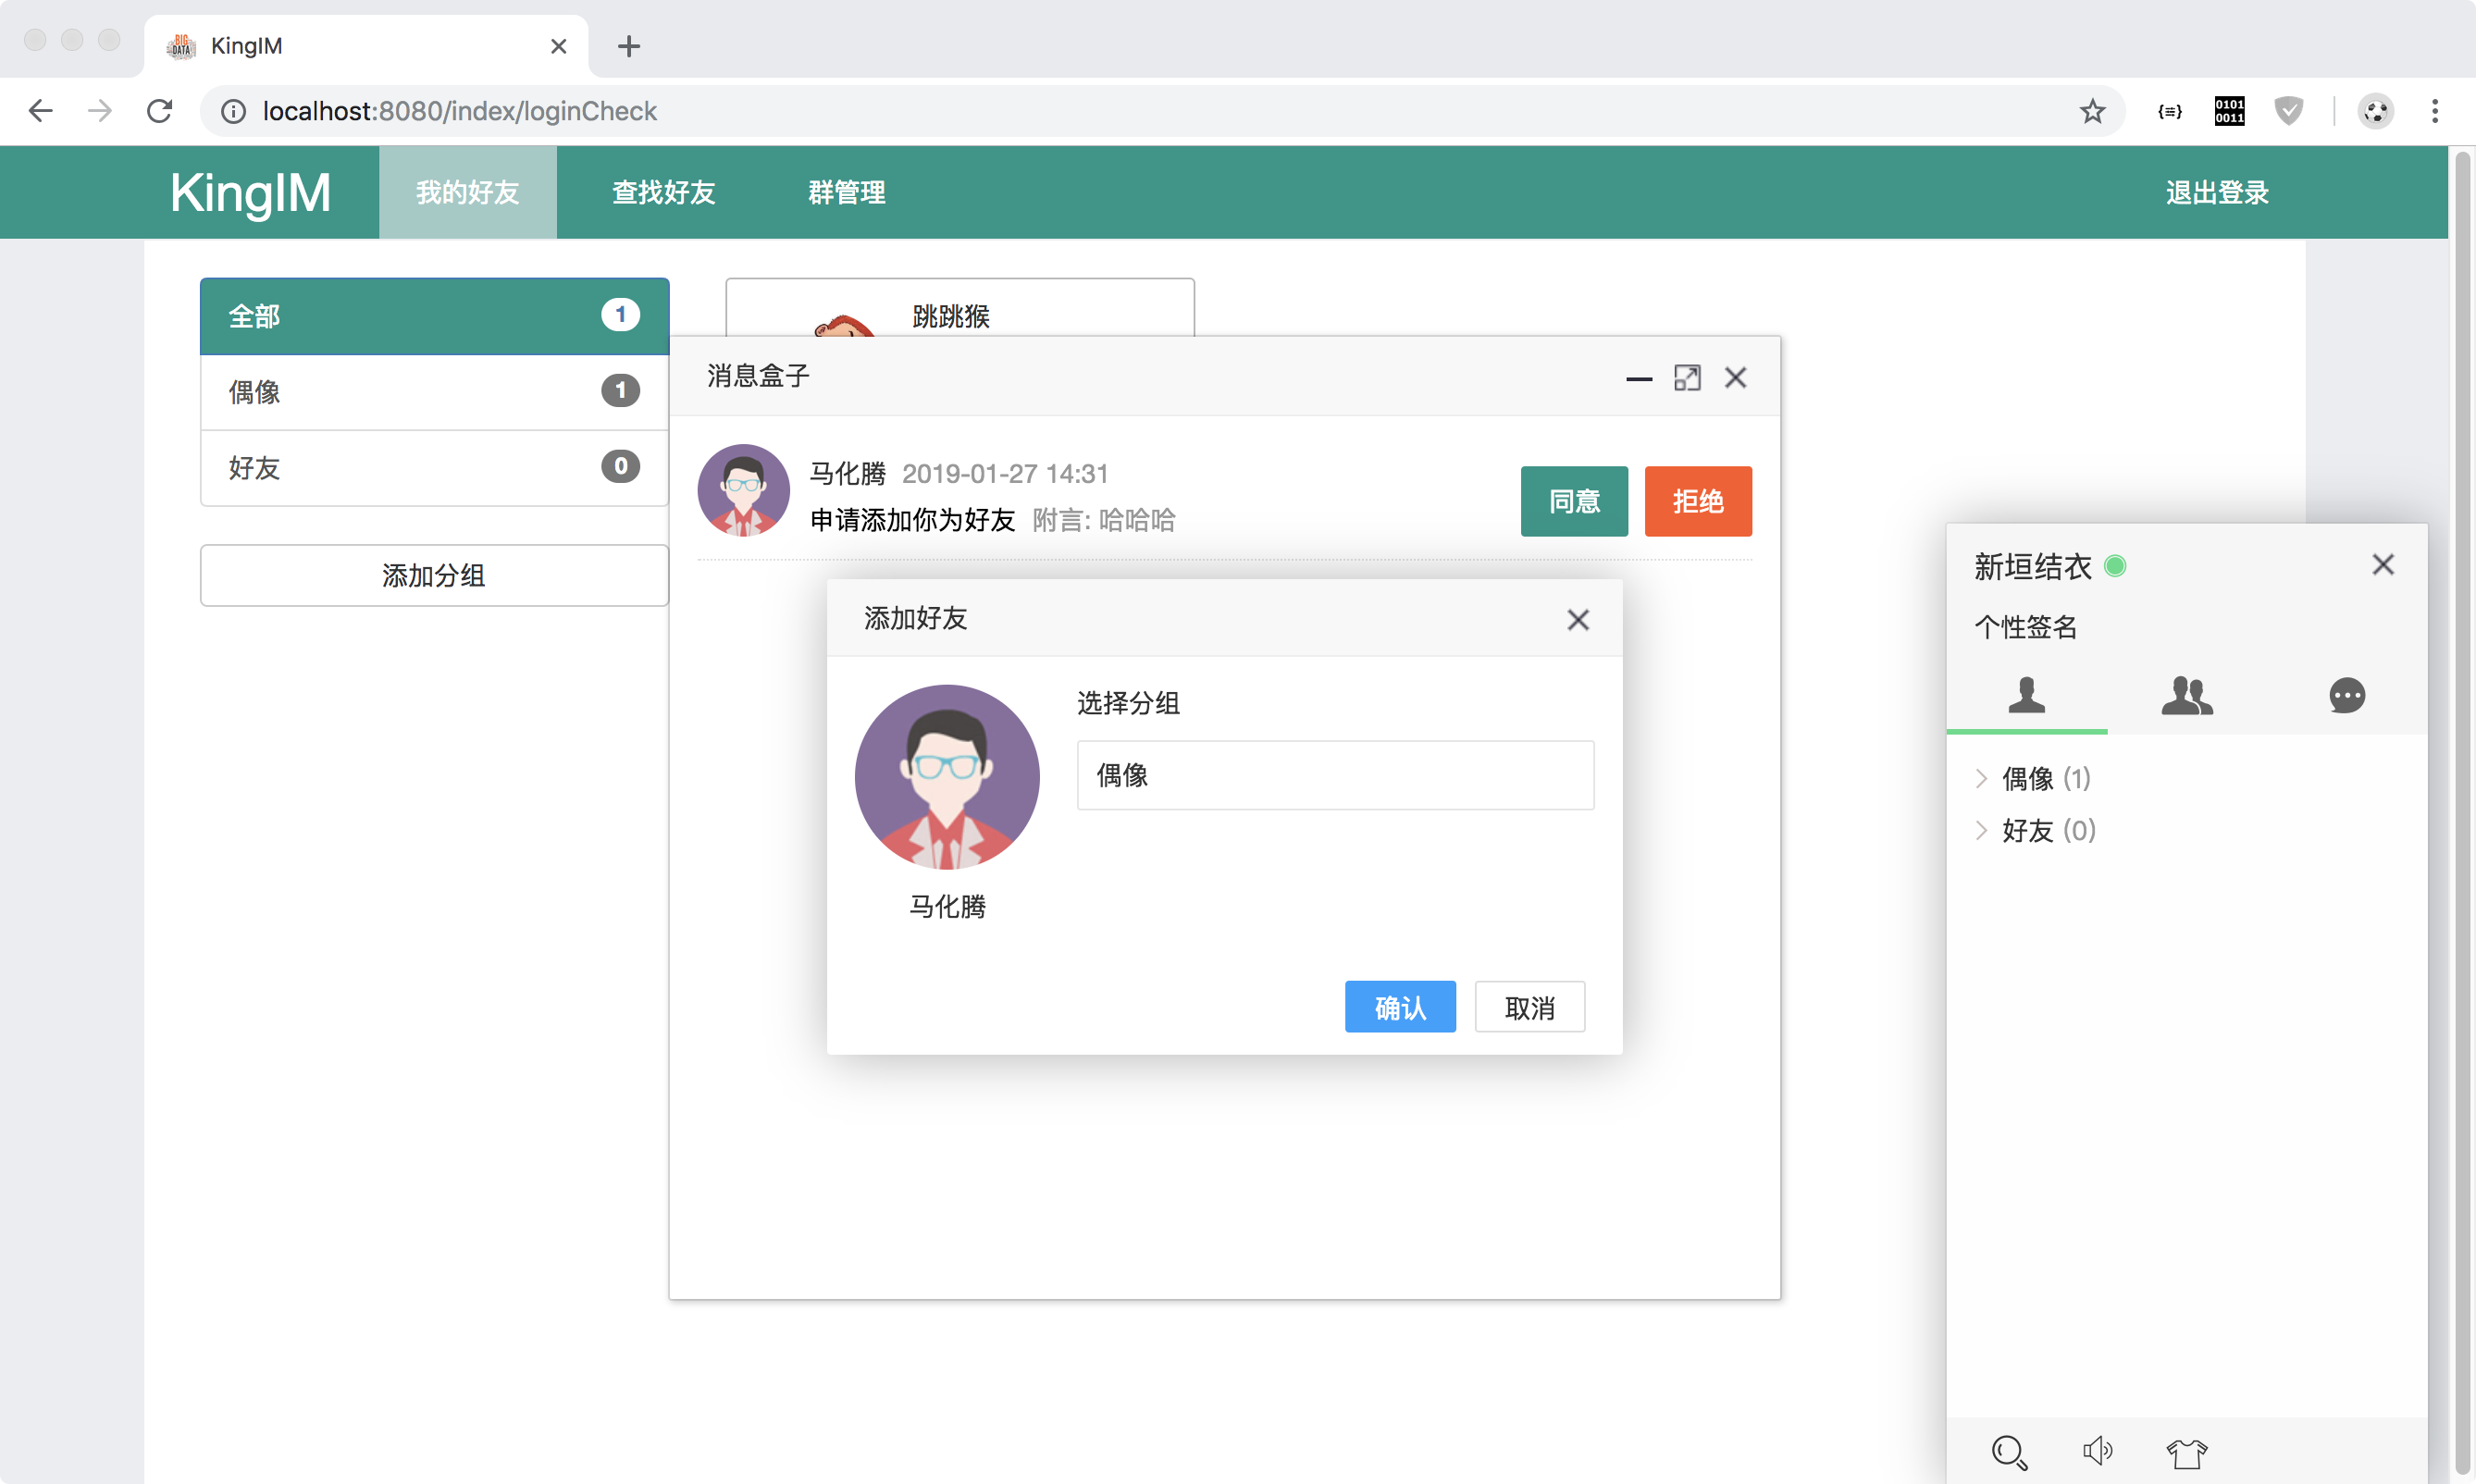 KingIM
localhost:8080/index/loginCheck
{≡}
0101
0011
BIG
DATA
KingIM 我的好友 查找好友 群管理 退出登录
全部 1
偶像 1
好友 0
添加分组
跳跳猴
消息盒子
马化腾 2019-01-27 14:31
申请添加你为好友 附言: 哈哈哈
同意 拒绝
添加好友
选择分组
偶像
马化腾
确认 取消
新垣结衣
个性签名
偶像 (1)
好友 (0)